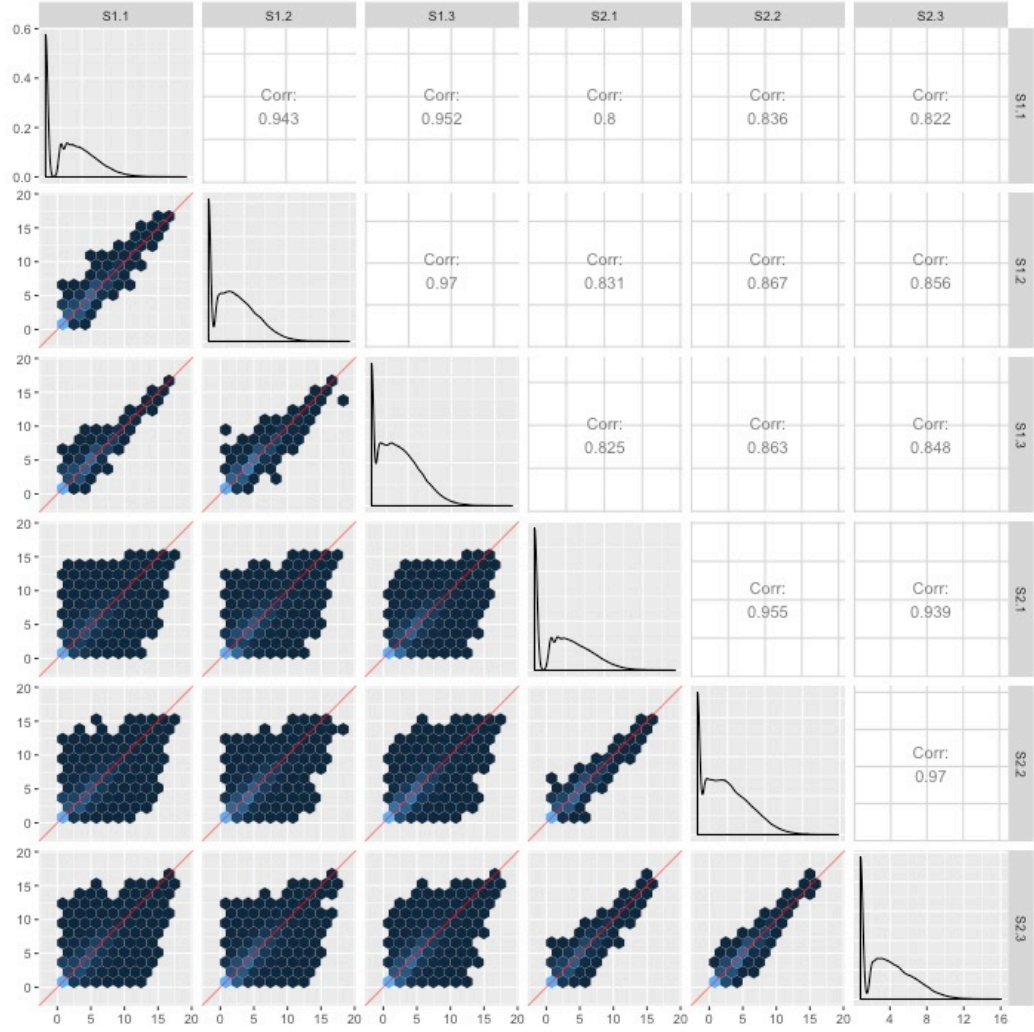 S1.1 S1.2 S1.3 S2.1 S2.2 S2.3
0.6
0.4
0.2
0.0
Corr:
0.943
Corr:
0.952
Corr:
0.8
Corr:
0.836
Corr:
0.822
S1.1
20
15
10
5
0
Corr:
0.97
Corr:
0.831
Corr:
0.867
Corr:
0.856
S1.2
20
15
10
5
0
Corr:
0.825
Corr:
0.863
Corr:
0.848
S1.3
20
15
10
5
0
Corr:
0.955
Corr:
0.939
S2.1
20
15
10
5
0
Corr:
0.97
S2.2
20
15
10
5
0
S2.3
0 5 10 15 20 0 5 10 15 20 0 5 10 15 20 0 5 10 15 20 0 5 10 15 20 4 8 12 16